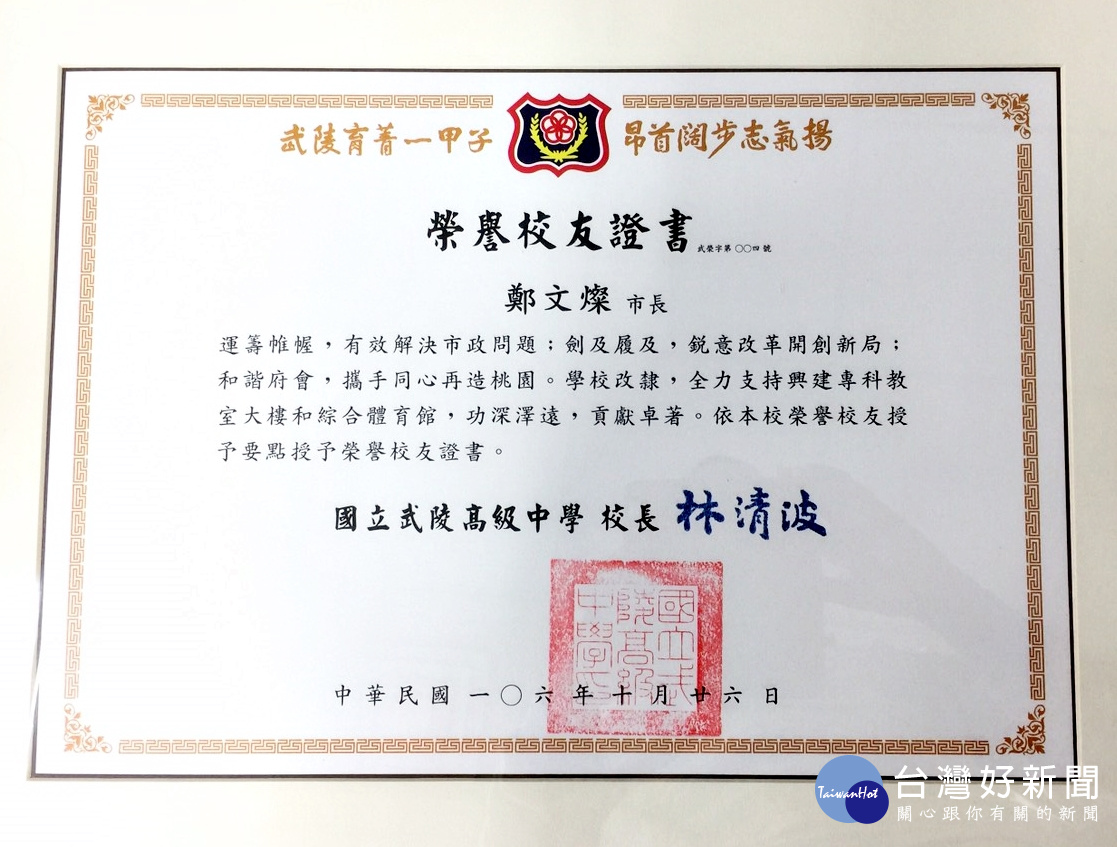 武陵育菁一甲子 昂首闊步志氣揚
榮譽校友證書 武榮字第○○四號
鄭文燦 市長
運籌帷幄，有效解決市政問題；劍及履及，銳意改革開創新局；
和諧府會，攜手同心再造桃園。學校改隸，全力支持興建專科教
室大樓和綜合體育館，功深澤遠，貢獻卓著。依本校榮譽校友授
予要點授予榮譽校友證書。
國立武陵高級中學 校長 林清波
國立武陵高級中學
中華民國 一○六 年 十 月 廿 六 日
TaiwanHot 台灣好新聞
關心跟你有關的新聞